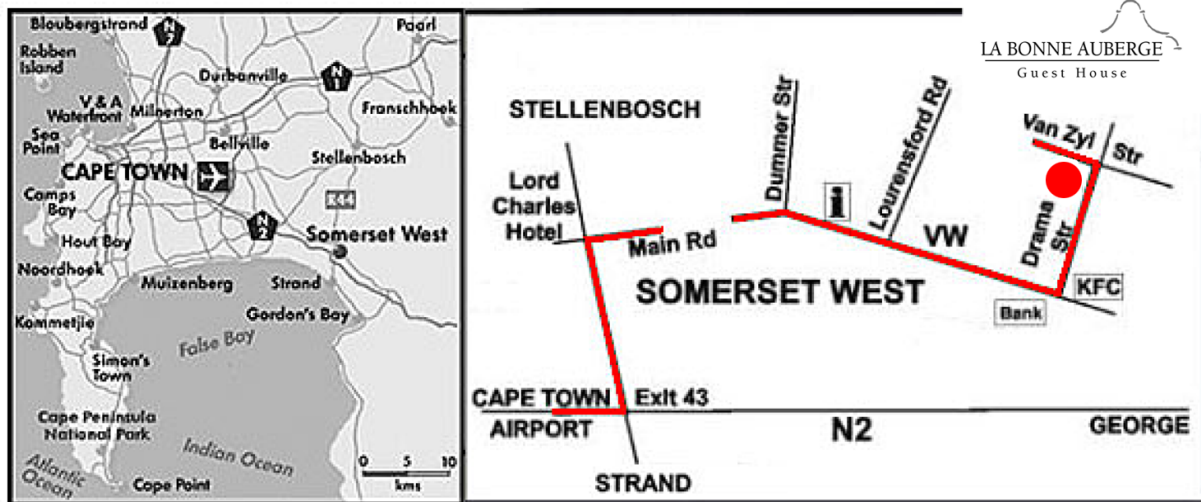 Bloubergstrand
N
7
Paarl
Robben
Island
Durbanville
N
1
V & A
Waterfront
Milnerton
Franschhoek
Sea
Point
Bellville
Stellenbosch
CAPE TOWN
Camps
Bay
R44
N
2
Hout Bay
Somerset West
Noordhoek
Muizenberg
Strand
Kommetjie
Gordon's Bay
False Bay
Simon's
Town
Cape Peninsula
National Park
Indian Ocean
Atlantic
Ocean
Cape Point
0 5 10
kms
LA BONNE AUBERGE
Guest House
STELLENBOSCH
Dummer Str
Lourensford Rd
Van Zyl Str
Lord
Charles
Hotel
Main Rd
VW
Drama
Str
SOMERSET WEST
KFC
Bank
CAPE TOWN
Exit 43
AIRPORT
N2
GEORGE
STRAND